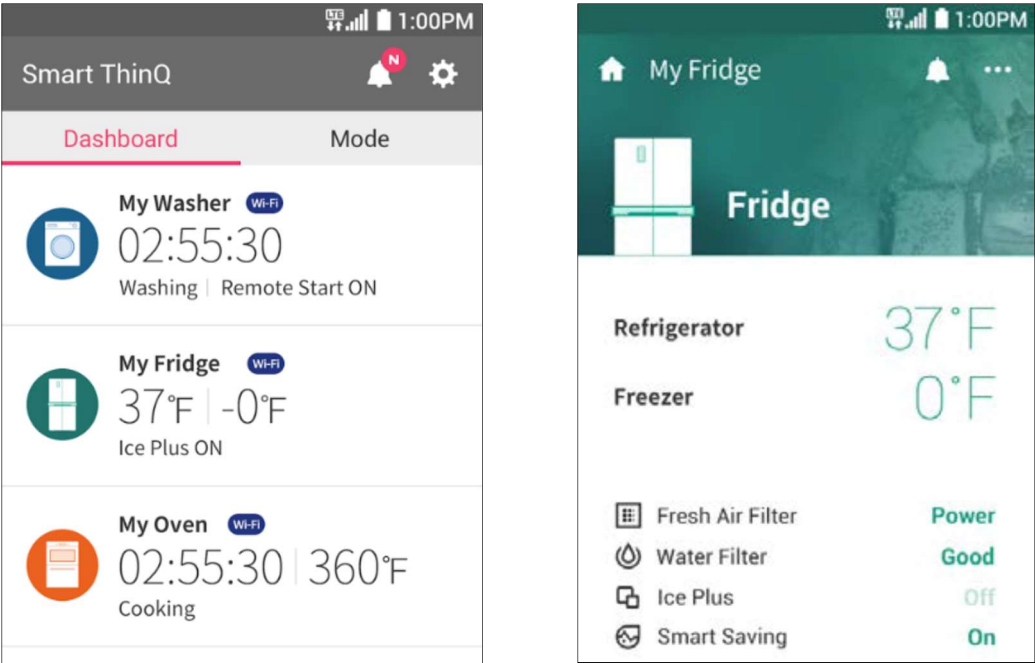 LTE 1:00PM
Smart ThinQ N
Dashboard Mode
My Washer Wi-Fi
02:55:30
Washing | Remote Start ON
My Fridge Wi-Fi
37°F | -0°F
Ice Plus ON
My Oven Wi-Fi
02:55:30 | 360°F
Cooking
LTE 1:00PM
My Fridge
Fridge
Refrigerator 37°F
Freezer 0°F
Fresh Air Filter Power
Water Filter Good
Ice Plus Off
Smart Saving On